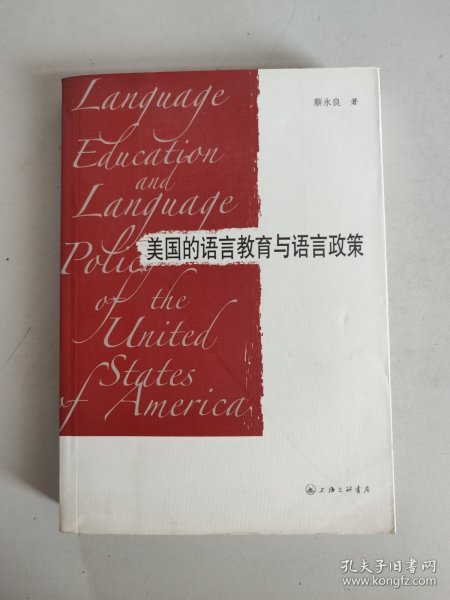 Language
Education
and
Language
Policy
of the
United
States
of America
蔡永良 著
美国的语言教育与语言政策
上海三联书店
孔夫子旧书网
www.kongfz.com